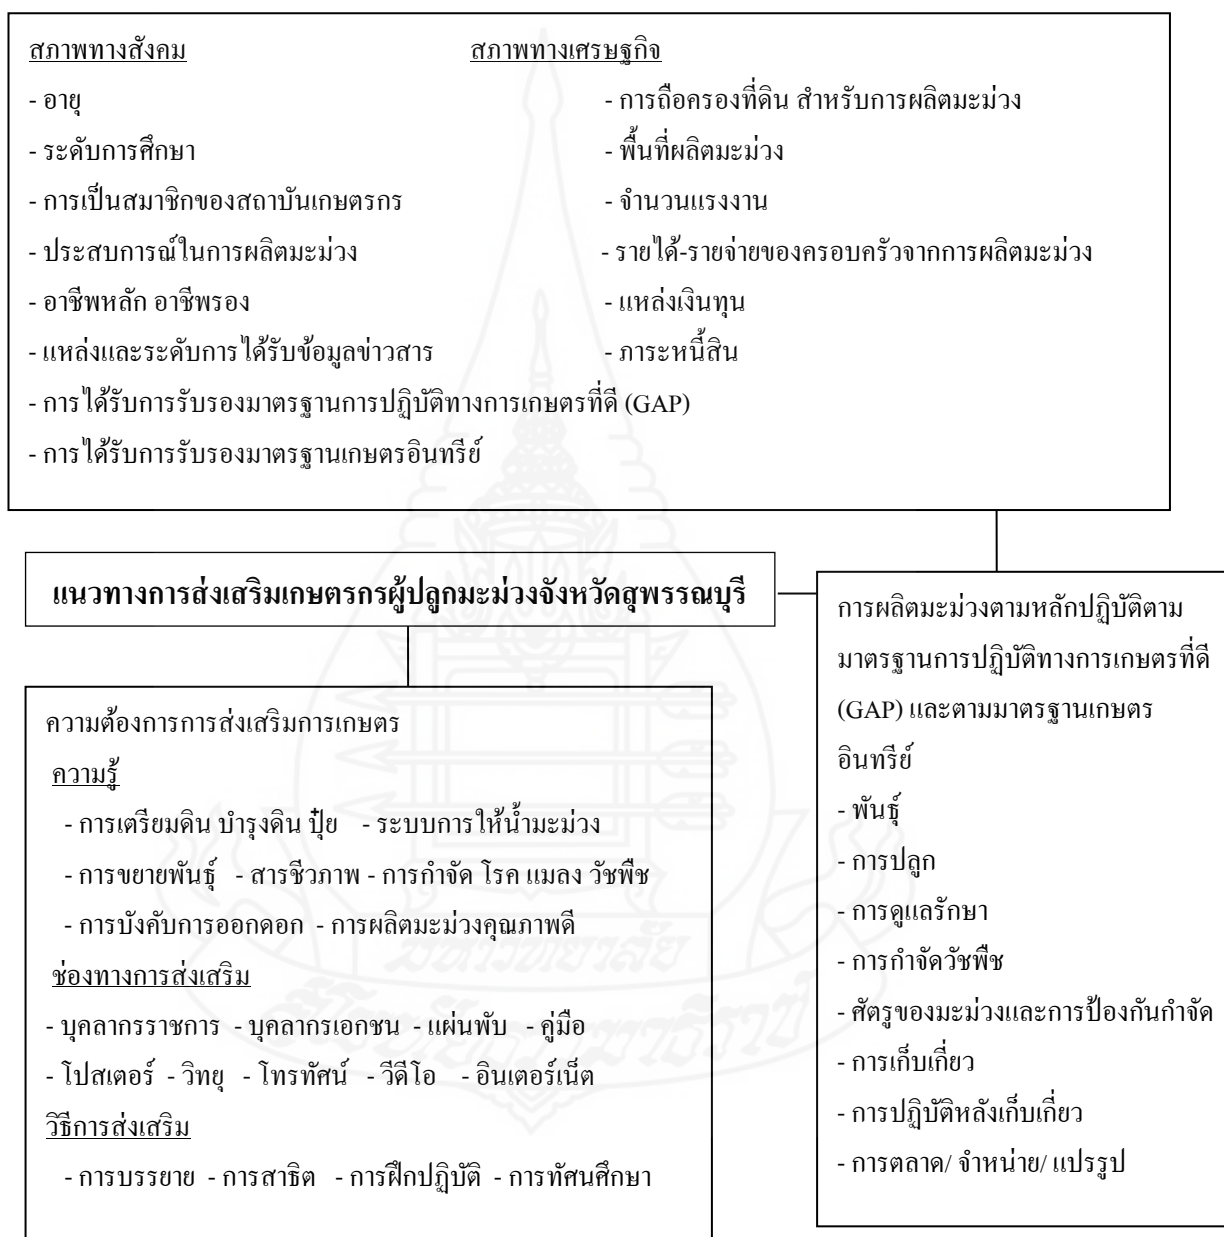 สภาพทางสังคม สภาพทางเศรษฐกิจ
- อายุ - การถือครองที่ดิน สำหรับการผลิตมะม่วง
- ระดับการศึกษา - พื้นที่ผลิตมะม่วง
- การเป็นสมาชิกของสถาบันเกษตรกร - จำนวนแรงงาน
- ประสบการณ์ในการผลิตมะม่วง - รายได้-รายจ่ายของครอบครัวจากการผลิตมะม่วง
- อาชีพหลัก อาชีพรอง - แหล่งเงินทุน
- แหล่งและระดับการได้รับข้อมูลข่าวสาร - ภาระหนี้สิน
- การได้รับการรับรองมาตรฐานการปฏิบัติทางการเกษตรที่ดี (GAP)
- การได้รับการรับรองมาตรฐานเกษตรอินทรีย์
แนวทางการส่งเสริมเกษตรกรผู้ปลูกมะม่วงจังหวัดสุพรรณบุรี
ความต้องการการส่งเสริมการเกษตร
ความรู้
- การเตรียมดิน บำรุงดิน ปุ๋ย - ระบบการให้น้ำมะม่วง
- การขยายพันธุ์ - สารชีวภาพ - การกำจัด โรค แมลง วัชพืช
- การบังคับการออกดอก - การผลิตมะม่วงคุณภาพดี
ช่องทางการส่งเสริม
- บุคลากรราชการ - บุคลากรเอกชน - แผ่นพับ - คู่มือ
- โปสเตอร์ - วิทยุ - โทรทัศน์ - วีดีโอ - อินเตอร์เน็ต
วิธีการส่งเสริม
- การบรรยาย - การสาธิต - การฝึกปฏิบัติ - การทัศนศึกษา
การผลิตมะม่วงตามหลักปฏิบัติตาม
มาตรฐานการปฏิบัติทางการเกษตรที่ดี
(GAP) และตามมาตรฐานเกษตร
อินทรีย์
- พันธุ์
- การปลูก
- การดูแลรักษา
- การกำจัดวัชพืช
- ศัตรูของมะม่วงและการป้องกันกำจัด
- การเก็บเกี่ยว
- การปฏิบัติหลังเก็บเกี่ยว
- การตลาด/ จำหน่าย/ แปรรูป
มหาวิทยาลัย
สุโขทัยธรรมาธิราช